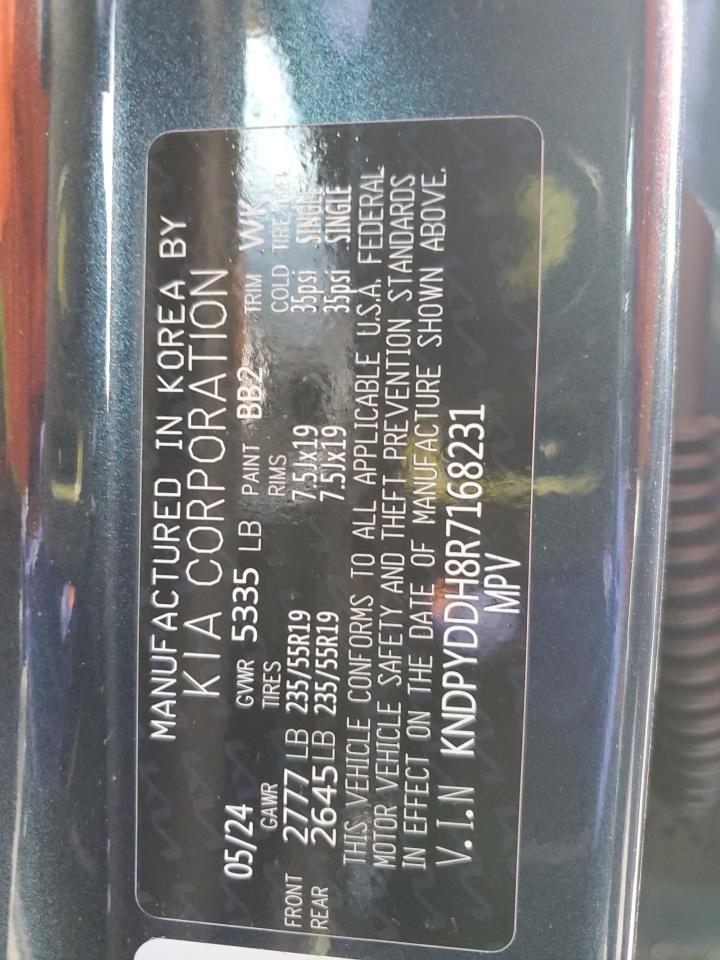 MANUFACTURED IN KOREA BY
KIA CORPORATION
05/24 GVWR 5335 LB PAINT BB2 TRIM WK
GAWR TIRES RIMS COLD TIRE
FRONT 2777 LB 235/55R19 7.5Jx19 35psi SINGLE
REAR 2645 LB 235/55R19 7.5Jx19 35psi SINGLE
THIS VEHICLE CONFORMS TO ALL APPLICABLE U.S.A. FEDERAL
MOTOR VEHICLE SAFETY AND THEFT PREVENTION STANDARDS
IN EFFECT ON THE DATE OF MANUFACTURE SHOWN ABOVE.
V.I.N KNDPYDDH8R7168231
MPV